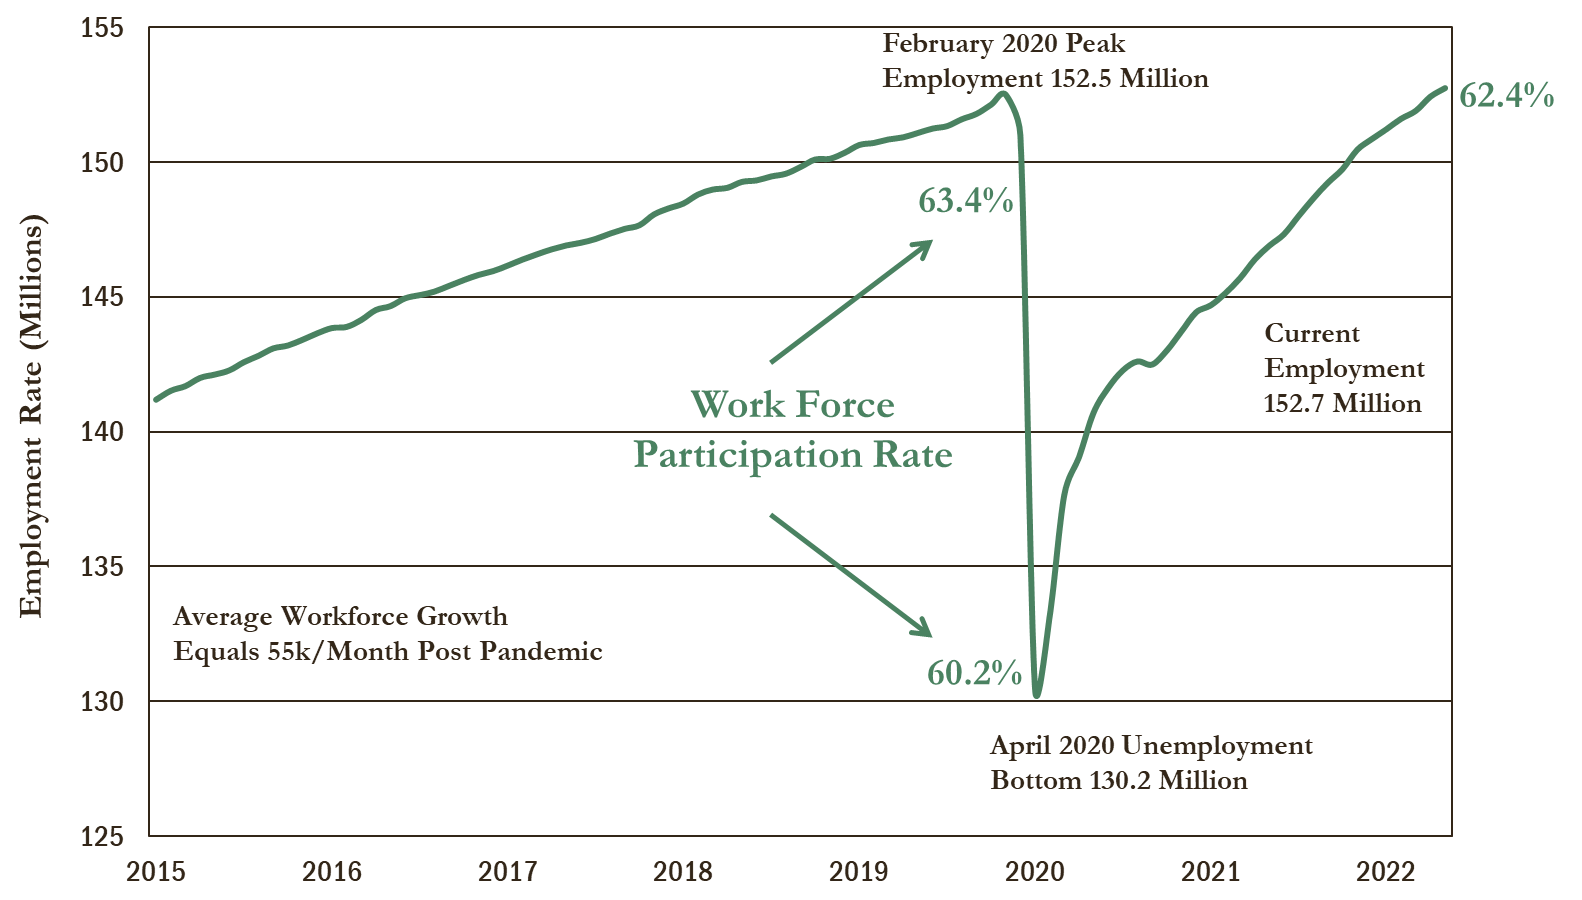 155
February 2020 Peak
Employment 152.5 Million
62.4%
150
63.4%
145
Current
Employment
152.7 Million
Work Force
Participation Rate
140
135
Average Workforce Growth
Equals 55k/Month Post Pandemic
60.2%
130
April 2020 Unemployment
Bottom 130.2 Million
125
Employment Rate (Millions)
2015 2016 2017 2018 2019 2020 2021 2022